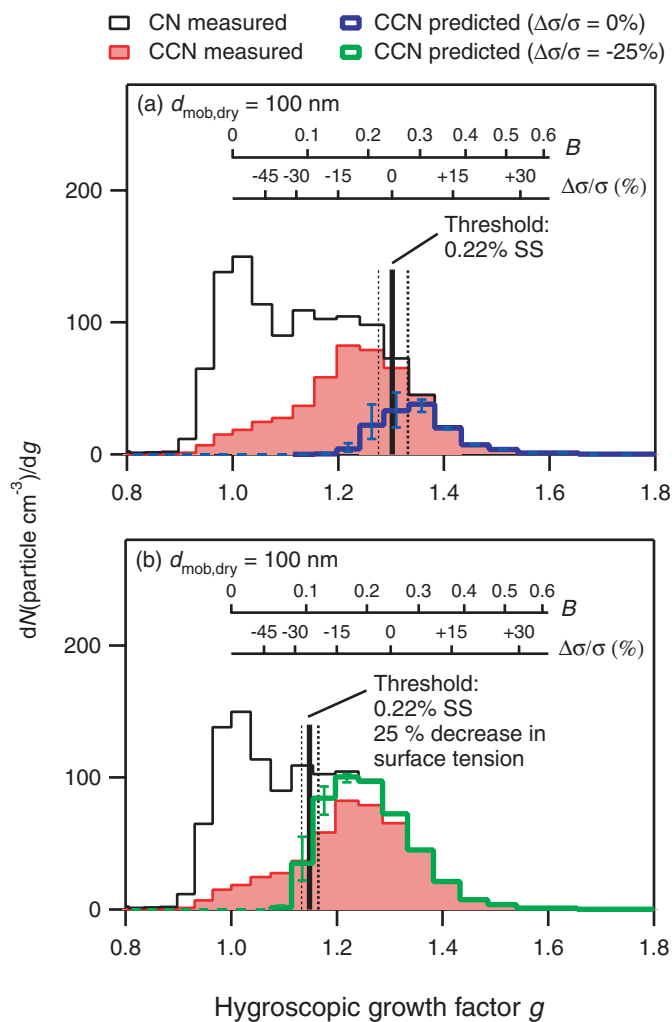 CN measured
CCN predicted (Δσ/σ = 0%)
CCN measured
CCN predicted (Δσ/σ = -25%)
(a) dmob,dry = 100 nm
0 0.1 0.2 0.3 0.4 0.5 0.6
B
-45 -30 -15 0 +15 +30
Δσ/σ (%)
Threshold:
0.22% SS
200
100
0
0.8 1.0 1.2 1.4 1.6 1.8
dN(particle cm-3)/dg
(b) dmob,dry = 100 nm
0 0.1 0.2 0.3 0.4 0.5 0.6
B
-45 -30 -15 0 +15 +30
Δσ/σ (%)
Threshold:
0.22% SS
25 % decrease in
surface tension
200
100
0
0.8 1.0 1.2 1.4 1.6 1.8
Hygroscopic growth factor g